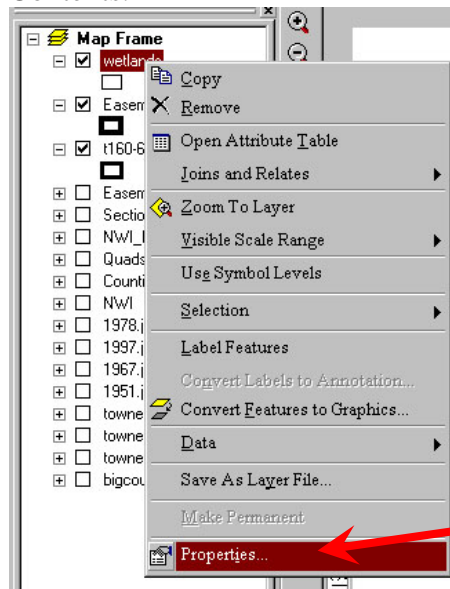 Map Frame
wetlands
Copy
Remove
Open Attribute Table
Joins and Relates
Zoom To Layer
Visible Scale Range
Use Symbol Levels
Selection
Label Features
Convert Labels to Annotation...
Convert Features to Graphics...
Data
Save As Layer File...
Make Permanent
Properties...
Easem
t160-6
Easem
Sectio
NWI_
Quads
Counti
NWI
1978.j
1997.j
1967.j
1951.j
towne
towne
towne
bigcou